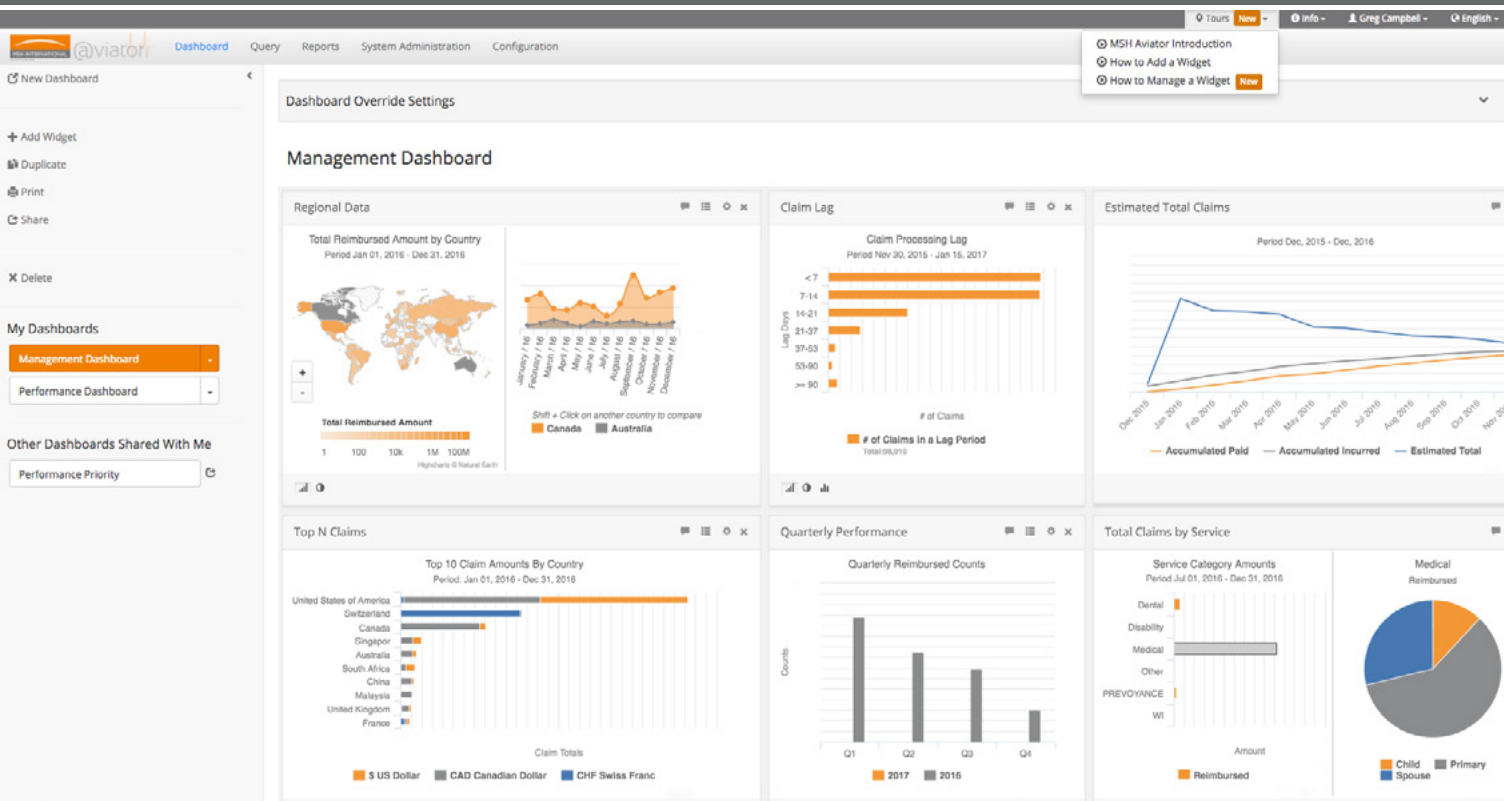 Tours New
Info
Greg Campbell
English
MSH INTERNATIONAL
@viator
Dashboard
Query
Reports
System Administration
Configuration
MSH Aviator Introduction
How to Add a Widget
How to Manage a Widget New
New Dashboard
Add Widget
Duplicate
Print
Share
Delete
My Dashboards
Management Dashboard
Performance Dashboard
Other Dashboards Shared With Me
Performance Priority
Dashboard Override Settings
Management Dashboard
Regional Data
Total Reimbursed Amount by Country
Period Jan 01, 2016 - Dec 31, 2016
+
-
Total Reimbursed Amount
1 100 10k 1M 100M
Highcharts © Natural Earth
January / 16
February / 16
March / 16
April / 16
May / 16
June / 16
July / 16
August / 16
September / 16
October / 16
November / 16
December / 16
Shift + Click on another country to compare
Canada Australia
Claim Lag
Claim Processing Lag
Period Nov 30, 2015 - Jan 15, 2017
Lag Days
< 7
7-14
14-21
21-37
37-53
53-90
>= 90
# of Claims
# of Claims in a Lag Period
Estimated Total Claims
Period Dec, 2015 - Dec, 2016
Dec 2015
Jan 2016
Feb 2016
Mar 2016
Apr 2016
May 2016
Jun 2016
Jul 2016
Aug 2016
Sep 2016
Oct 2016
Accumulated Paid Accumulated Incurred Estimated Total
Top N Claims
Top 10 Claim Amounts By Country
Period: Jan 01, 2016 - Dec 31, 2016
United States of America
Switzerland
Canada
Singapor
Australia
South Africa
China
Malaysia
United Kingdom
France
Claim Totals
$ US Dollar CAD Canadian Dollar CHF Swiss Franc
Quarterly Performance
Quarterly Reimbursed Counts
Counts
Q1 Q2 Q3 Q4
2017 2016
Total Claims by Service
Service Category Amounts
Period Jul 01, 2016 - Dec 31, 2016
Dental
Disability
Medical
Other
PREVOYANCE
WI
Amount
Reimbursed
Medical
Reimbursed
Child Primary
Spouse